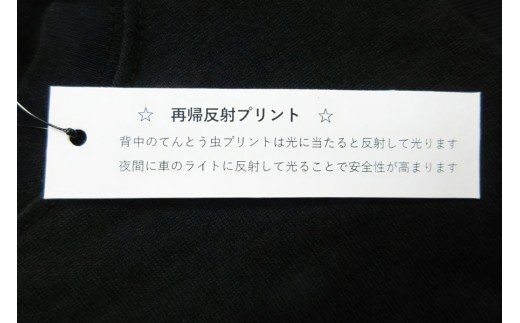 ☆ 再帰反射プリント ☆
背中のてんとう虫プリントは光に当たると反射して光ります
夜間に車のライトに反射して光ることで安全性が高まります